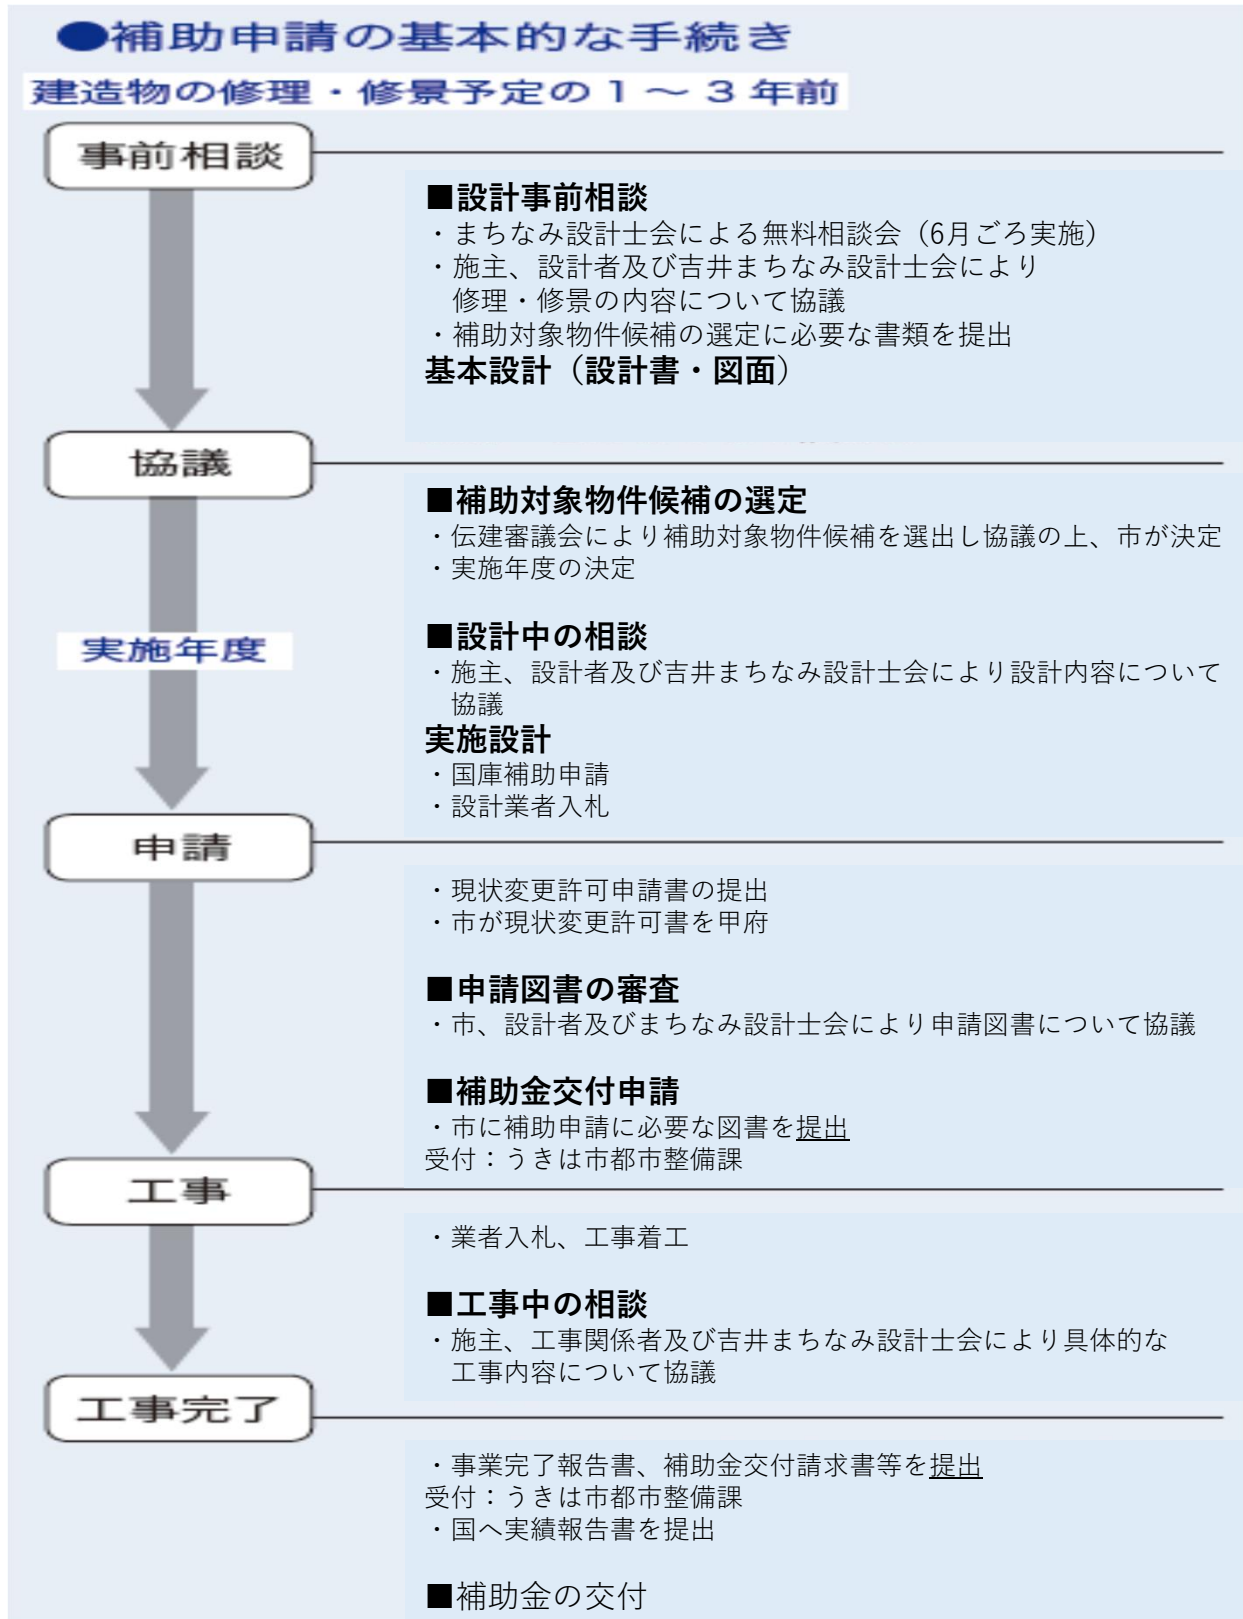 ●補助申請の基本的な手続き
建造物の修理・修景予定の1~3年前
事前相談
■設計事前相談
・まちなみ設計士会による無料相談会（6月ごろ実施）
・施主、設計者及び吉井まちなみ設計士会により
修理・修景の内容について協議
・補助対象物件候補の選定に必要な書類を提出
基本設計（設計書・図面）
協議
■補助対象物件候補の選定
・伝建審議会により補助対象物件候補を選出し協議の上、市が決定
・実施年度の決定
実施年度
■設計中の相談
・施主、設計者及び吉井まちなみ設計士会により設計内容について
協議
実施設計
・国庫補助申請
・設計業者入札
申請
・現状変更許可申請書の提出
・市が現状変更許可書を甲府
■申請図書の審査
・市、設計者及びまちなみ設計士会により申請図書について協議
■補助金交付申請
・市に補助申請に必要な図書を提出
受付：うきは市都市整備課
工事
・業者入札、工事着工
■工事中の相談
・施主、工事関係者及び吉井まちなみ設計士会により具体的な
工事内容について協議
工事完了
・事業完了報告書、補助金交付請求書等を提出
受付：うきは市都市整備課
・国へ実績報告書を提出
■補助金の交付